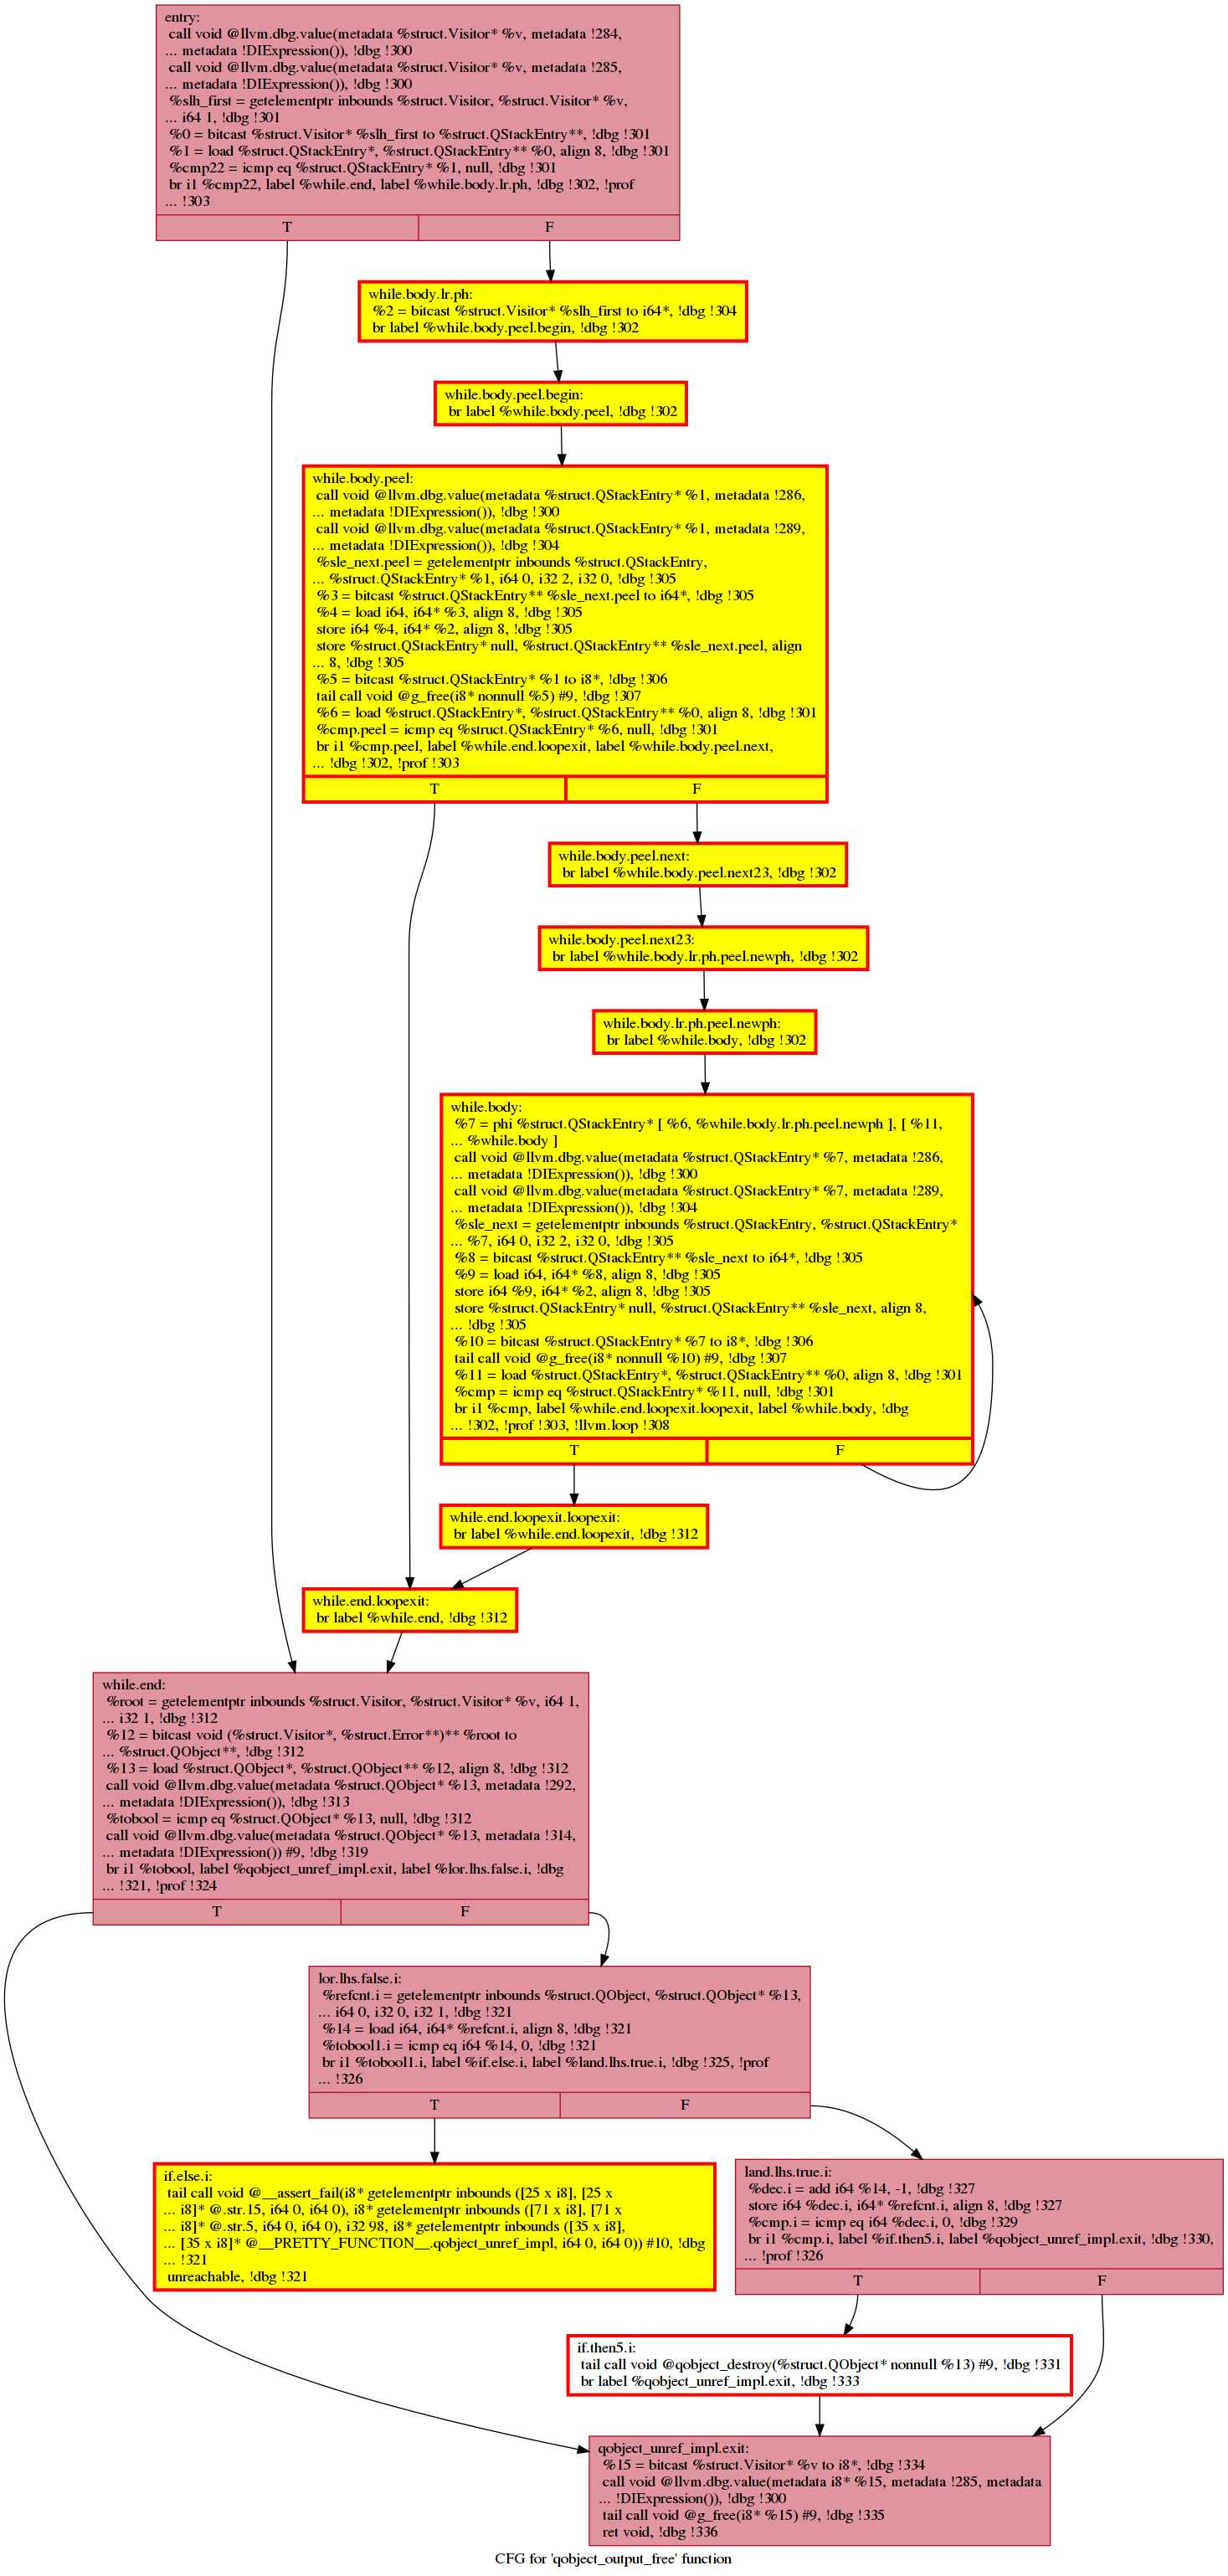 entry:
call void @llvm.dbg.value(metadata %struct.Visitor* %v, metadata !284,
... metadata !DIExpression()), !dbg !300
call void @llvm.dbg.value(metadata %struct.Visitor* %v, metadata !285,
... metadata !DIExpression()), !dbg !300
%slh_first = getelementptr inbounds %struct.Visitor, %struct.Visitor* %v,
... i64 1, !dbg !301
%0 = bitcast %struct.Visitor* %slh_first to %struct.QStackEntry**, !dbg !301
%1 = load %struct.QStackEntry*, %struct.QStackEntry** %0, align 8, !dbg !301
%cmp22 = icmp eq %struct.QStackEntry* %1, null, !dbg !301
br i1 %cmp22, label %while.end, label %while.body.lr.ph, !dbg !302, !prof
... !303
T F
while.body.lr.ph:
%2 = bitcast %struct.Visitor* %slh_first to i64*, !dbg !304
br label %while.body.peel.begin, !dbg !302
while.body.peel.begin:
br label %while.body.peel, !dbg !302
while.body.peel:
call void @llvm.dbg.value(metadata %struct.QStackEntry* %1, metadata !286,
... metadata !DIExpression()), !dbg !300
call void @llvm.dbg.value(metadata %struct.QStackEntry* %1, metadata !289,
... metadata !DIExpression()), !dbg !304
%sle_next.peel = getelementptr inbounds %struct.QStackEntry,
... %struct.QStackEntry* %1, i64 0, i32 2, i32 0, !dbg !305
%3 = bitcast %struct.QStackEntry** %sle_next.peel to i64*, !dbg !305
%4 = load i64, i64* %3, align 8, !dbg !305
store i64 %4, i64* %2, align 8, !dbg !305
store %struct.QStackEntry* null, %struct.QStackEntry** %sle_next.peel, align
... 8, !dbg !305
%5 = bitcast %struct.QStackEntry* %1 to i8*, !dbg !306
tail call void @g_free(i8* nonnull %5) #9, !dbg !307
%6 = load %struct.QStackEntry*, %struct.QStackEntry** %0, align 8, !dbg !301
%cmp.peel = icmp eq %struct.QStackEntry* %6, null, !dbg !301
br i1 %cmp.peel, label %while.end.loopexit, label %while.body.peel.next,
... !dbg !302, !prof !303
T F
while.body.peel.next:
br label %while.body.peel.next23, !dbg !302
while.body.peel.next23:
br label %while.body.lr.ph.peel.newph, !dbg !302
while.body.lr.ph.peel.newph:
br label %while.body, !dbg !302
while.body:
%7 = phi %struct.QStackEntry* [ %6, %while.body.lr.ph.peel.newph ], [ %11,
... %while.body ]
call void @llvm.dbg.value(metadata %struct.QStackEntry* %7, metadata !286,
... metadata !DIExpression()), !dbg !300
call void @llvm.dbg.value(metadata %struct.QStackEntry* %7, metadata !289,
... metadata !DIExpression()), !dbg !304
%sle_next = getelementptr inbounds %struct.QStackEntry, %struct.QStackEntry*
... %7, i64 0, i32 2, i32 0, !dbg !305
%8 = bitcast %struct.QStackEntry** %sle_next to i64*, !dbg !305
%9 = load i64, i64* %8, align 8, !dbg !305
store i64 %9, i64* %2, align 8, !dbg !305
store %struct.QStackEntry* null, %struct.QStackEntry** %sle_next, align 8,
... !dbg !305
%10 = bitcast %struct.QStackEntry* %7 to i8*, !dbg !306
tail call void @g_free(i8* nonnull %10) #9, !dbg !307
%11 = load %struct.QStackEntry*, %struct.QStackEntry** %0, align 8, !dbg !301
%cmp = icmp eq %struct.QStackEntry* %11, null, !dbg !301
br i1 %cmp, label %while.end.loopexit.loopexit, label %while.body, !dbg
... !302, !prof !303, !llvm.loop !308
T F
while.end.loopexit.loopexit:
br label %while.end.loopexit, !dbg !312
while.end.loopexit:
br label %while.end, !dbg !312
while.end:
%root = getelementptr inbounds %struct.Visitor, %struct.Visitor* %v, i64 1,
... i32 1, !dbg !312
%12 = bitcast void (%struct.Visitor*, %struct.Error**)** %root to
... %struct.QObject**, !dbg !312
%13 = load %struct.QObject*, %struct.QObject** %12, align 8, !dbg !312
call void @llvm.dbg.value(metadata %struct.QObject* %13, metadata !292,
... metadata !DIExpression()), !dbg !313
%tobool = icmp eq %struct.QObject* %13, null, !dbg !312
call void @llvm.dbg.value(metadata %struct.QObject* %13, metadata !314,
... metadata !DIExpression()) #9, !dbg !319
br i1 %tobool, label %qobject_unref_impl.exit, label %lor.lhs.false.i, !dbg
... !321, !prof !324
T F
lor.lhs.false.i:
%refcnt.i = getelementptr inbounds %struct.QObject, %struct.QObject* %13,
... i64 0, i32 0, i32 1, !dbg !321
%14 = load i64, i64* %refcnt.i, align 8, !dbg !321
%tobool1.i = icmp eq i64 %14, 0, !dbg !321
br i1 %tobool1.i, label %if.else.i, label %land.lhs.true.i, !dbg !325, !prof
... !326
T F
if.else.i:
tail call void @__assert_fail(i8* getelementptr inbounds ([25 x i8], [25 x
... i8]* @.str.15, i64 0, i64 0), i8* getelementptr inbounds ([71 x i8], [71 x
... i8]* @.str.5, i64 0, i64 0), i32 98, i8* getelementptr inbounds ([35 x i8],
... [35 x i8]* @__PRETTY_FUNCTION__.qobject_unref_impl, i64 0, i64 0)) #10, !dbg
... !321
unreachable, !dbg !321
land.lhs.true.i:
%dec.i = add i64 %14, -1, !dbg !327
store i64 %dec.i, i64* %refcnt.i, align 8, !dbg !327
%cmp.i = icmp eq i64 %dec.i, 0, !dbg !329
br i1 %cmp.i, label %if.then5.i, label %qobject_unref_impl.exit, !dbg !330,
... !prof !326
T F
if.then5.i:
tail call void @qobject_destroy(%struct.QObject* nonnull %13) #9, !dbg !331
br label %qobject_unref_impl.exit, !dbg !333
qobject_unref_impl.exit:
%15 = bitcast %struct.Visitor* %v to i8*, !dbg !334
call void @llvm.dbg.value(metadata i8* %15, metadata !285, metadata
... !DIExpression()), !dbg !300
tail call void @g_free(i8* %15) #9, !dbg !335
ret void, !dbg !336
CFG for 'qobject_output_free' function